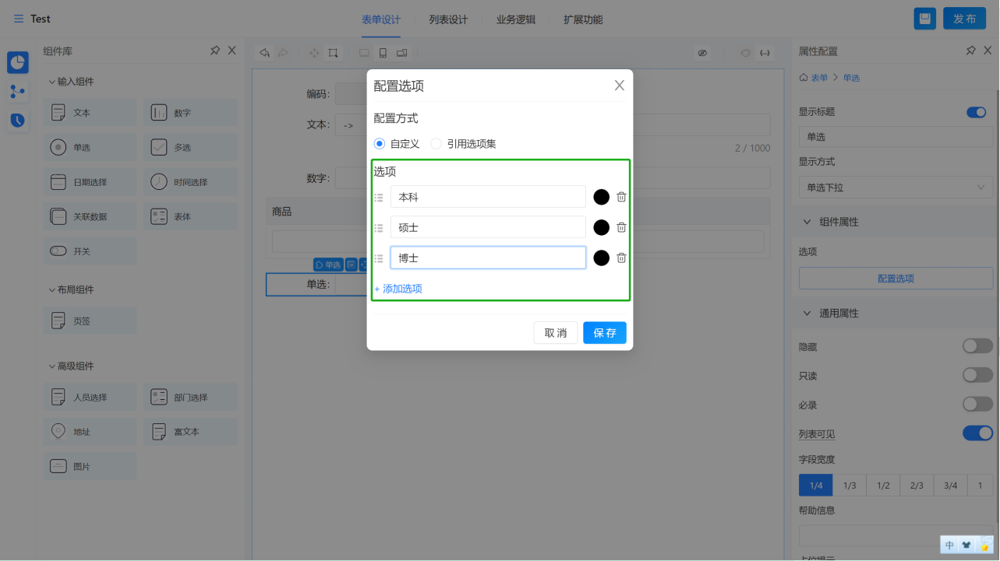 Test
表单设计
列表设计
业务逻辑
扩展功能
发布
组件库
输入组件
文本
数字
单选
多选
日期选择
时间选择
关联数据
表体
开关
布局组件
页签
高级组件
人员选择
部门选择
地址
富文本
图片
编码:
文本:
->
2 / 1000
数字:
商品
单选
单选:
配置选项
配置方式
自定义
引用选项集
选项
本科
硕士
博士
+ 添加选项
取消
保存
属性配置
表单 > 单选
显示标题
单选
显示方式
单选下拉
组件属性
选项
配置选项
通用属性
隐藏
只读
必录
列表可见
字段宽度
1/4
1/3
1/2
2/3
3/4
1
帮助信息
占位提示
中